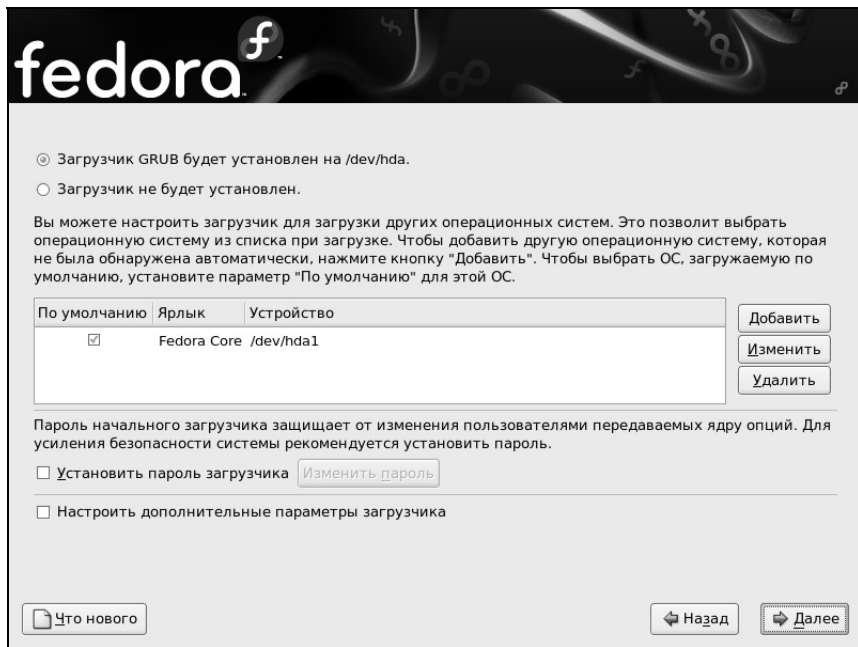 fedora
Загрузчик GRUB будет установлен на /dev/hda.
Загрузчик не будет установлен.
Вы можете настроить загрузчик для загрузки других операционных систем. Это позволит выбрать
операционную систему из списка при загрузке. Чтобы добавить другую операционную систему, которая
не была обнаружена автоматически, нажмите кнопку "Добавить". Чтобы выбрать ОС, загружаемую по
умолчанию, установите параметр "По умолчанию" для этой ОС.
По умолчанию Ярлык Устройство
Fedora Core /dev/hda1
Добавить
Изменить
Удалить
Пароль начального загрузчика защищает от изменения пользователями передаваемых ядру опций. Для
усиления безопасности системы рекомендуется установить пароль.
Установить пароль загрузчика Изменить пароль
Настроить дополнительные параметры загрузчика
Что нового Назад Далее